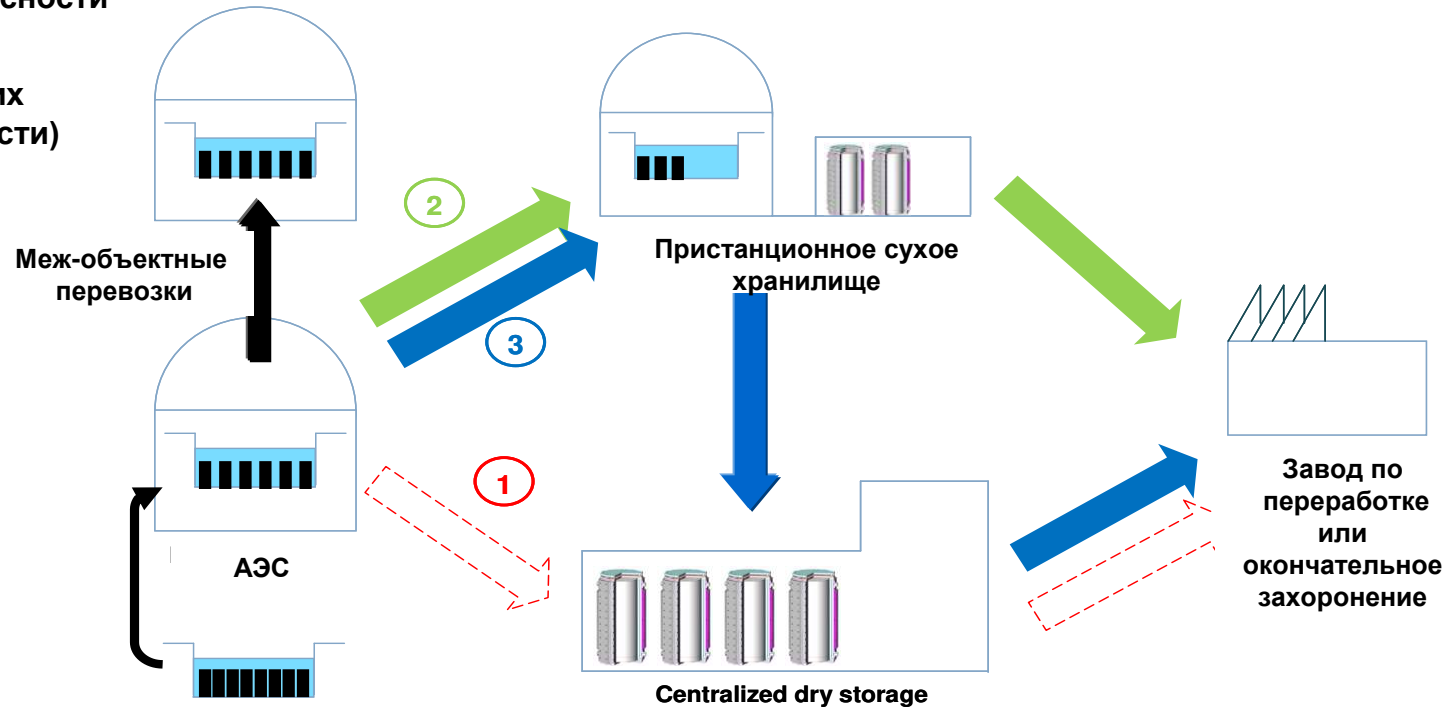 сности
их
сти)
2
Меж-объектные
перевозки
3
Пристанционное сухое
хранилище
1
АЭС
Завод по
переработке
или
окончательное
захоронение
Centralized dry storage